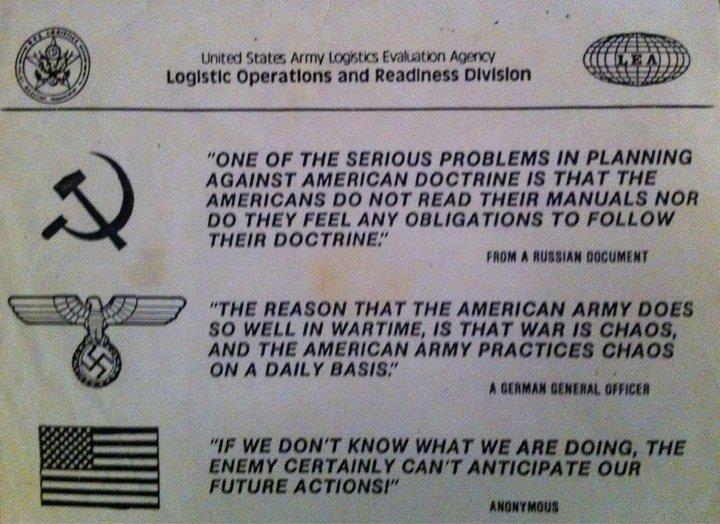 United States Army Logistics Evaluation Agency
Logistic Operations and Readiness Division
LEA
"ONE OF THE SERIOUS PROBLEMS IN PLANNING
AGAINST AMERICAN DOCTRINE IS THAT THE
AMERICANS DO NOT READ THEIR MANUALS NOR
DO THEY FEEL ANY OBLIGATIONS TO FOLLOW
THEIR DOCTRINE."
FROM A RUSSIAN DOCUMENT
"THE REASON THAT THE AMERICAN ARMY DOES
SO WELL IN WARTIME, IS THAT WAR IS CHAOS,
AND THE AMERICAN ARMY PRACTICES CHAOS
ON A DAILY BASIS."
A GERMAN GENERAL OFFICER
"IF WE DON'T KNOW WHAT WE ARE DOING, THE
ENEMY CERTAINLY CAN'T ANTICIPATE OUR
FUTURE ACTIONS!"
ANONYMOUS